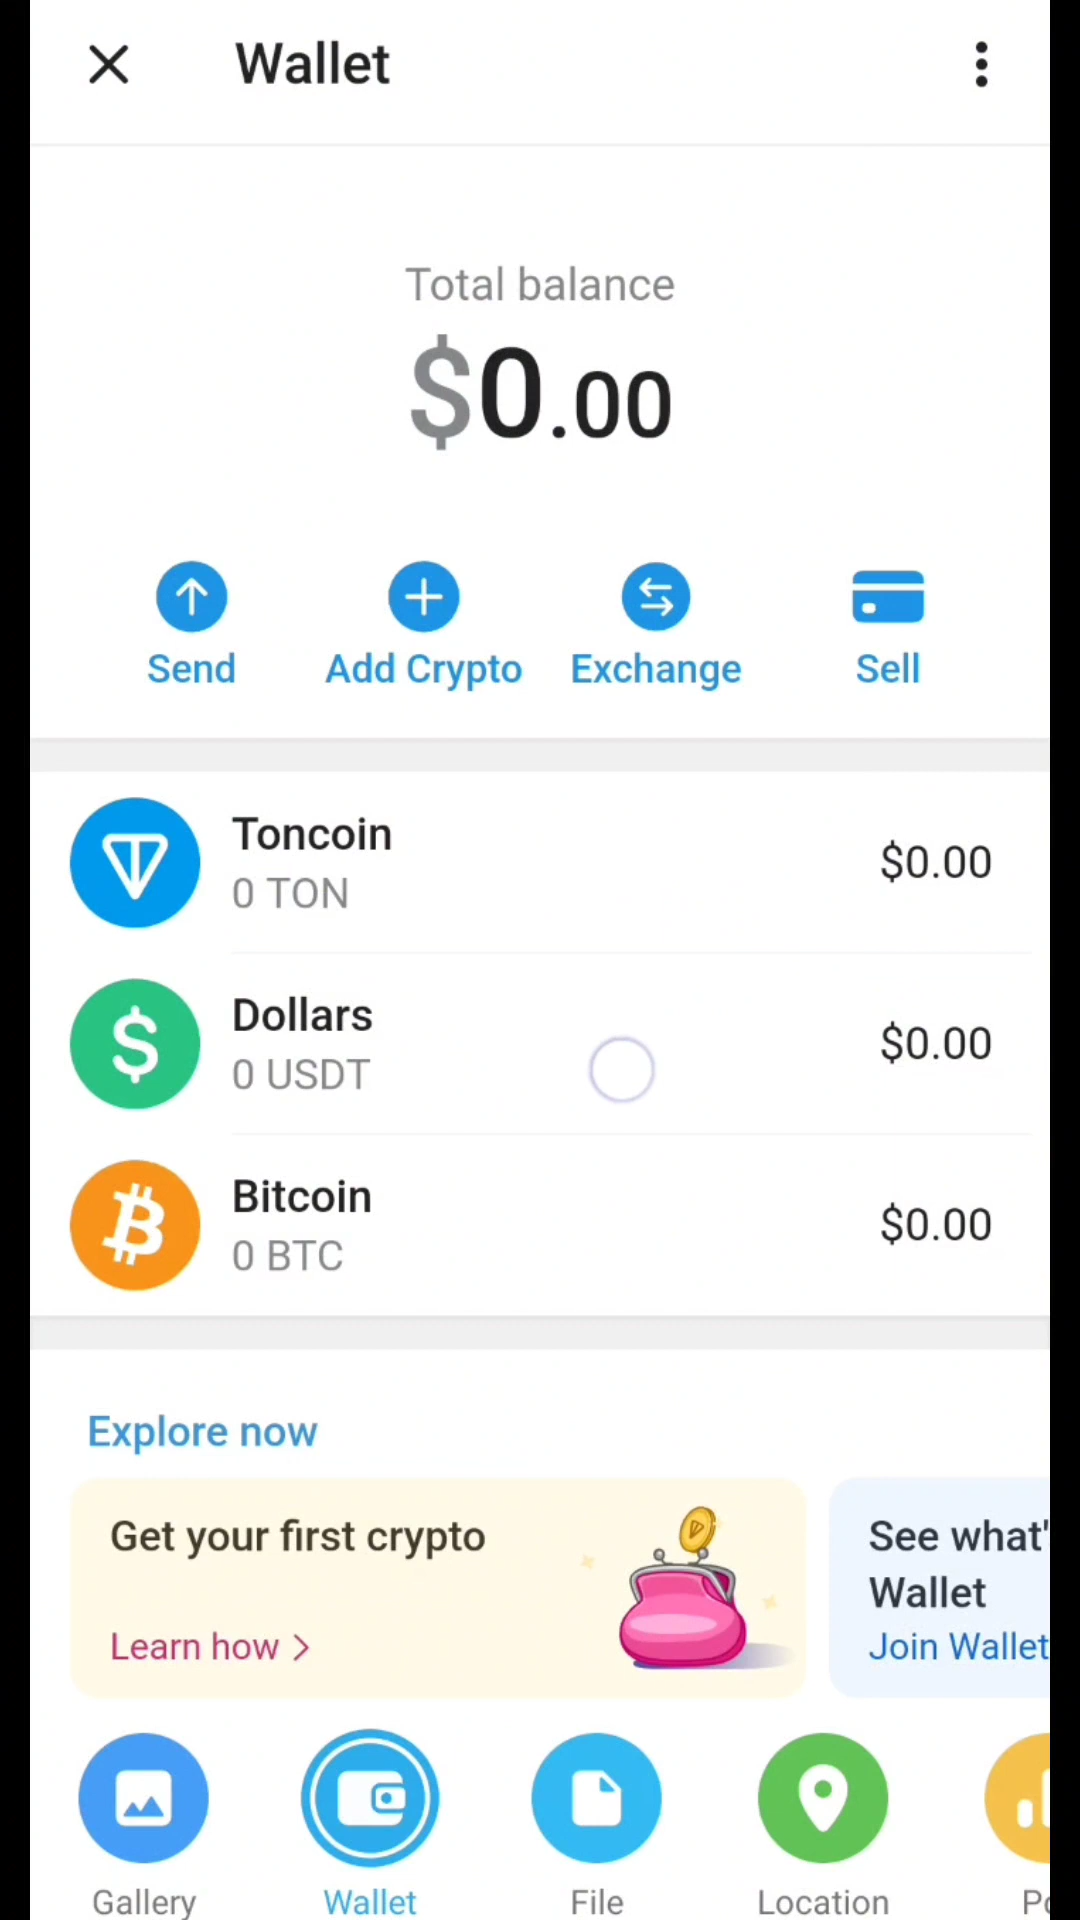 Wallet
Total balance
$0.00
Send
Add Crypto
Exchange
Sell
Toncoin
0 TON
$0.00
Dollars
0 USDT
$0.00
Bitcoin
0 BTC
$0.00
Explore now
Get your first crypto
Learn how
See what'
Wallet
Join Wallet
Gallery
Wallet
File
Location